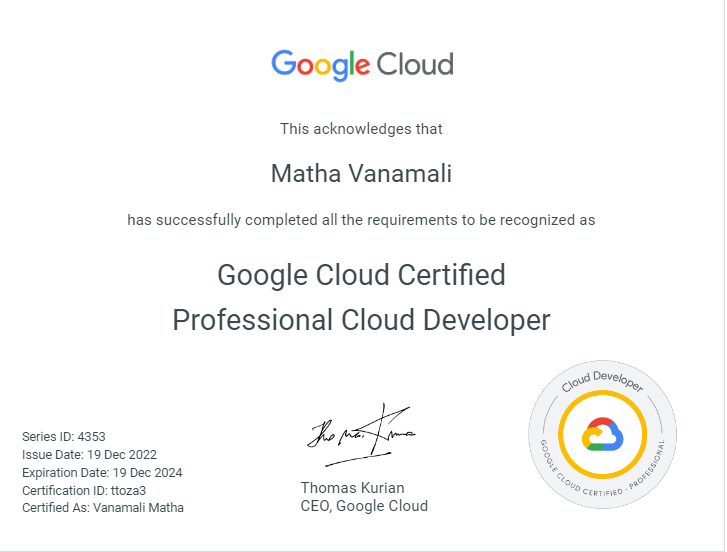 Google Cloud
This acknowledges that
Matha Vanamali
has successfully completed all the requirements to be recognized as
Google Cloud Certified
Professional Cloud Developer
Series ID: 4353
Issue Date: 19 Dec 2022
Expiration Date: 19 Dec 2024
Certification ID: ttoza3
Certified As: Vanamali Matha
Thomas Kurian
CEO, Google Cloud
Cloud Developer
GOOGLE CLOUD CERTIFIED · PROFESSIONAL